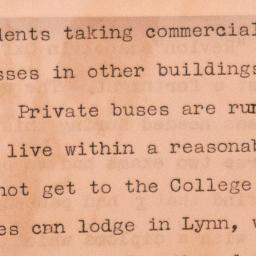 dents taking commercial
sses in other buildings
Private buses are run
live within a reasonab
not get to the College
es cnn lodge in Lynn, w